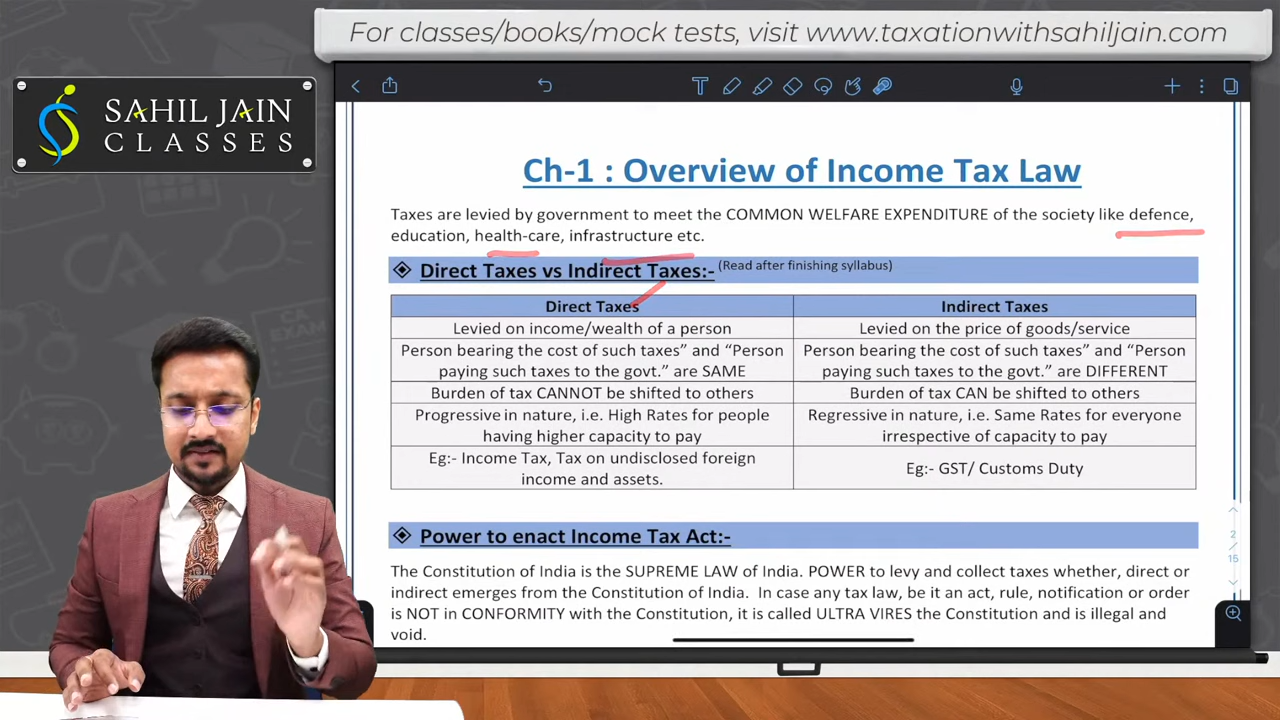 For classes/books/mock tests, visit www.taxationwithsahiljain.com
SAHIL JAIN
CLASSES
Ch-1 : Overview of Income Tax Law
Taxes are levied by government to meet the COMMON WELFARE EXPENDITURE of the society like defence,
education, health-care, infrastructure etc.
Direct Taxes vs Indirect Taxes:- (Read after finishing syllabus)
Direct Taxes
Indirect Taxes
Levied on income/wealth of a person
Levied on the price of goods/service
Person bearing the cost of such taxes” and “Person
paying such taxes to the govt.” are SAME
Person bearing the cost of such taxes” and “Person
paying such taxes to the govt.” are DIFFERENT
Burden of tax CANNOT be shifted to others
Burden of tax CAN be shifted to others
Progressive in nature, i.e. High Rates for people
having higher capacity to pay
Regressive in nature, i.e. Same Rates for everyone
irrespective of capacity to pay
Eg:- Income Tax, Tax on undisclosed foreign
income and assets.
Eg:- GST/ Customs Duty
Power to enact Income Tax Act:-
The Constitution of India is the SUPREME LAW of India. POWER to levy and collect taxes whether, direct or
indirect emerges from the Constitution of India. In case any tax law, be it an act, rule, notification or order
is NOT in CONFORMITY with the Constitution, it is called ULTRA VIRES the Constitution and is illegal and
void.
2
/
15